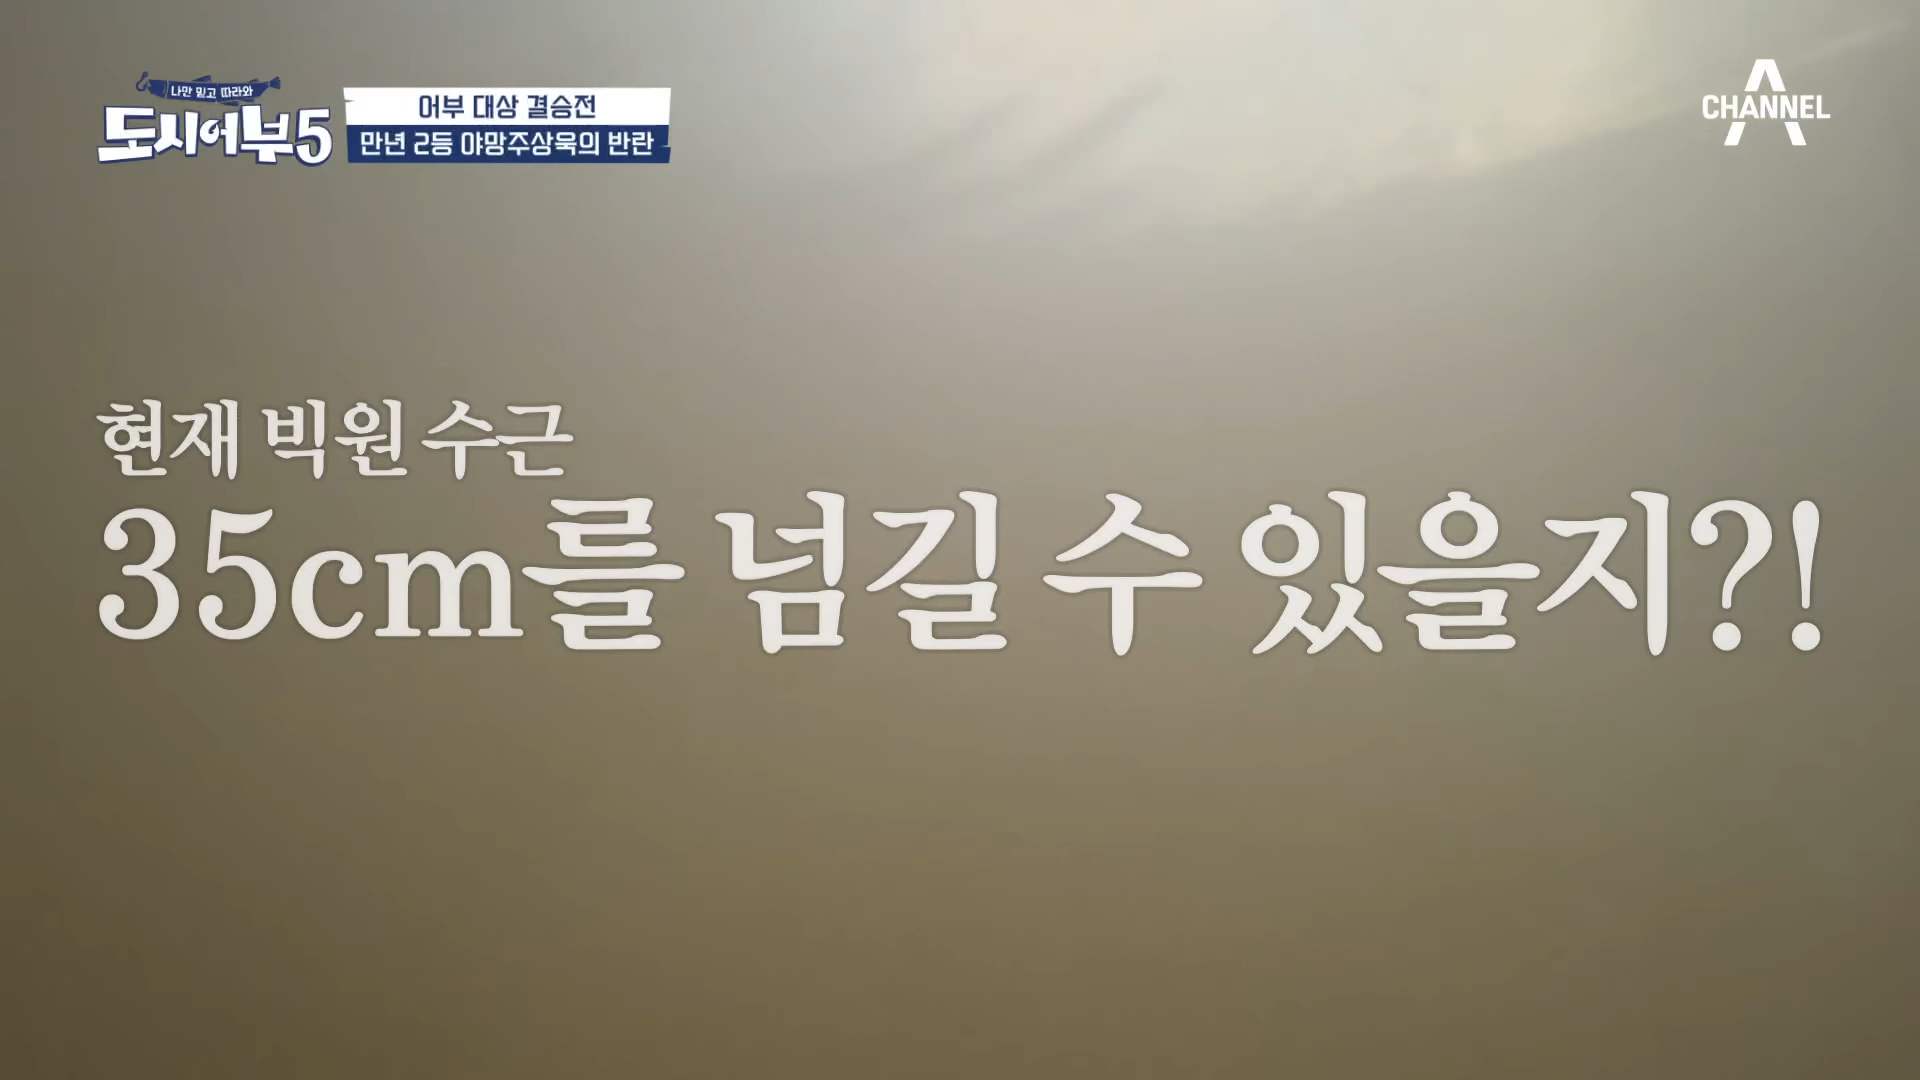 나만 믿고 따라와
도시어부5
어부 대상 결승전
만년 2등 야망주상욱의 반란
CHANNEL A
현재 빅원 수근
35cm를 넘길 수 있을지?!